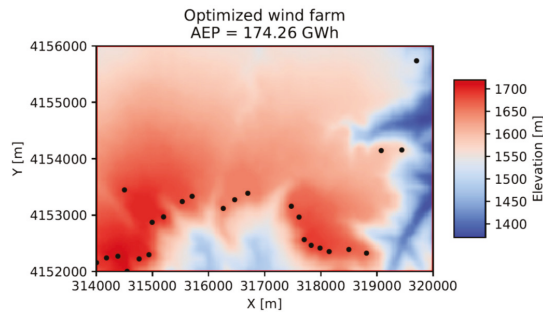 Optimized wind farm
AEP = 174.26 GWh
4156000
4155000
4154000
4153000
4152000
Y [m]
314000 315000 316000 317000 318000 319000 320000
X [m]
1700
1650
1600
1550
1500
1450
1400
Elevation [m]